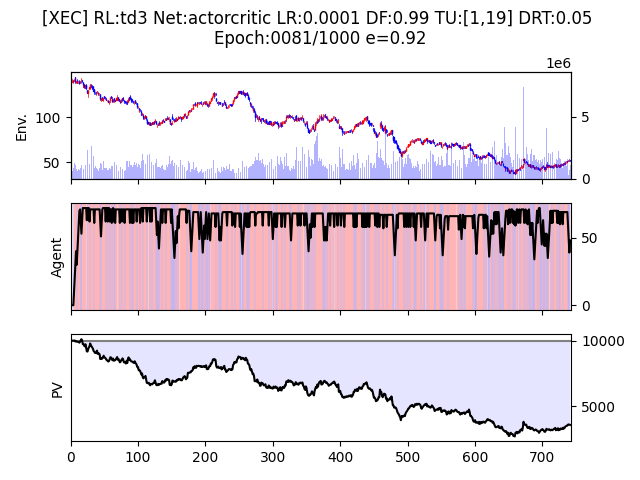 [XEC] RL:td3 Net:actorcritic LR:0.0001 DF:0.99 TU:[1,19] DRT:0.05
Epoch:0081/1000 e=0.92
1e6
Env.
100
50
5
0
Agent
50
0
PV
10000
5000
0 100 200 300 400 500 600 700